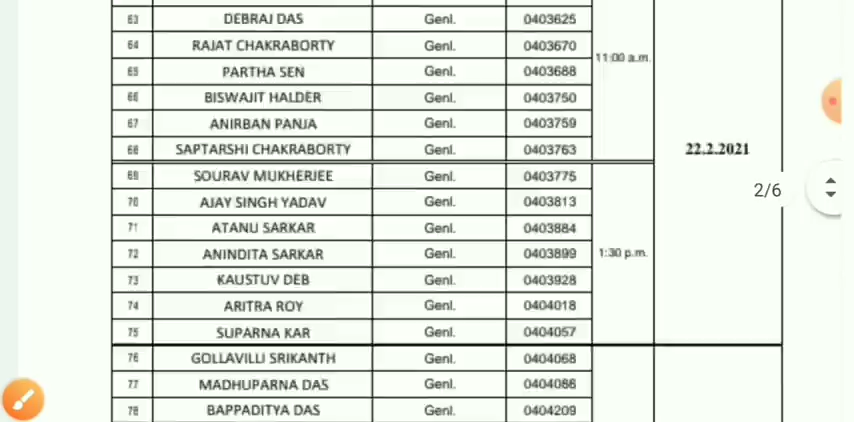 63 DEBRAJ DAS Genl. 0403625
64 RAJAT CHAKRABORTY Genl. 0403670
11:00 a.m.
65 PARTHA SEN Genl. 0403688
66 BISWAJIT HALDER Genl. 0403750
67 ANIRBAN PANJA Genl. 0403759
68 SAPTARSHI CHAKRABORTY Genl. 0403763 22.2.2021
69 SOURAV MUKHERJEE Genl. 0403775
2/6
70 AJAY SINGH YADAV Genl. 0403813
71 ATANU SARKAR Genl. 0403884
72 ANINDITA SARKAR Genl. 0403899 1:30 p.m.
73 KAUSTUV DEB Genl. 0403928
74 ARITRA ROY Genl. 0404018
75 SUPARNA KAR Genl. 0404057
76 GOLLAVILLI SRIKANTH Genl. 0404068
77 MADHUPARNA DAS Genl. 0404086
78 BAPPADITYA DAS Genl. 0404209